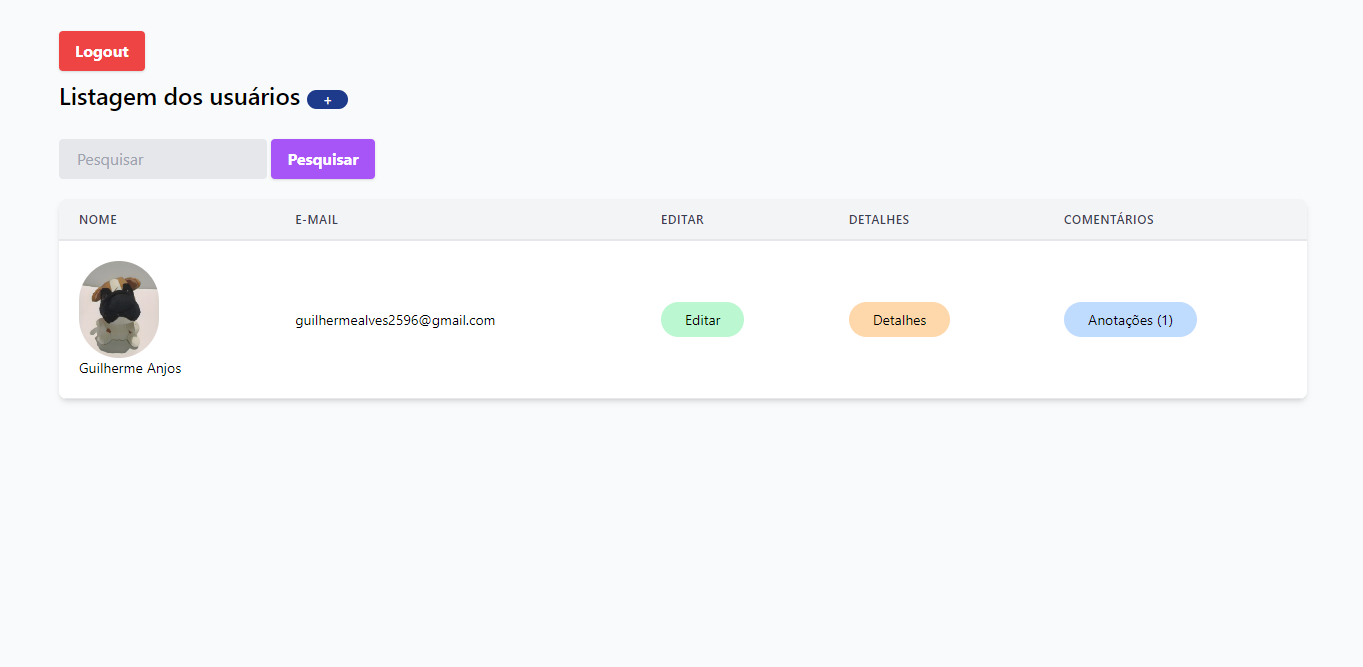 Logout
Listagem dos usuários +
Pesquisar Pesquisar
NOME E-MAIL EDITAR DETALHES COMENTÁRIOS
guilhermealves2596@gmail.com Editar Detalhes Anotações (1)
Guilherme Anjos